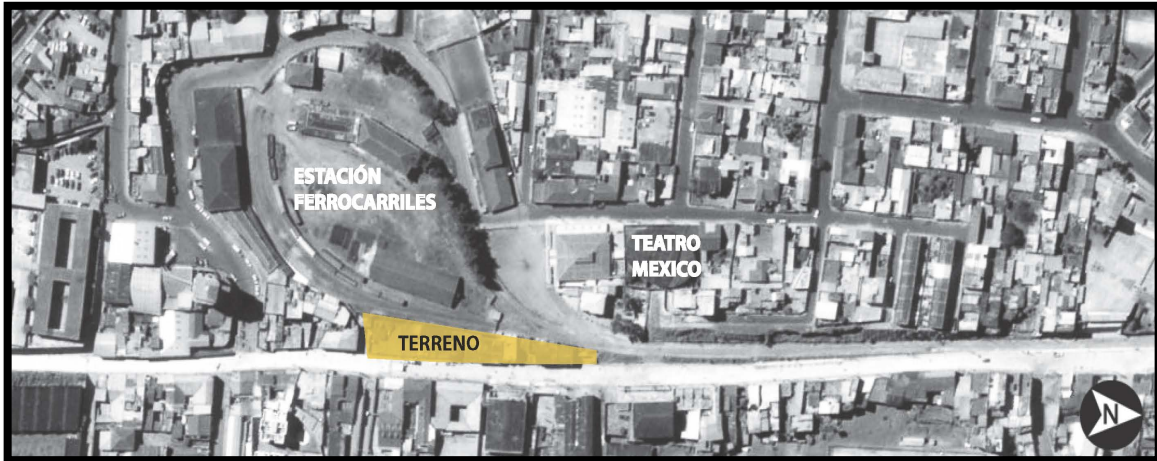 ESTACIÓN
FERROCARRILES
TEATRO
MEXICO
TERRENO
N